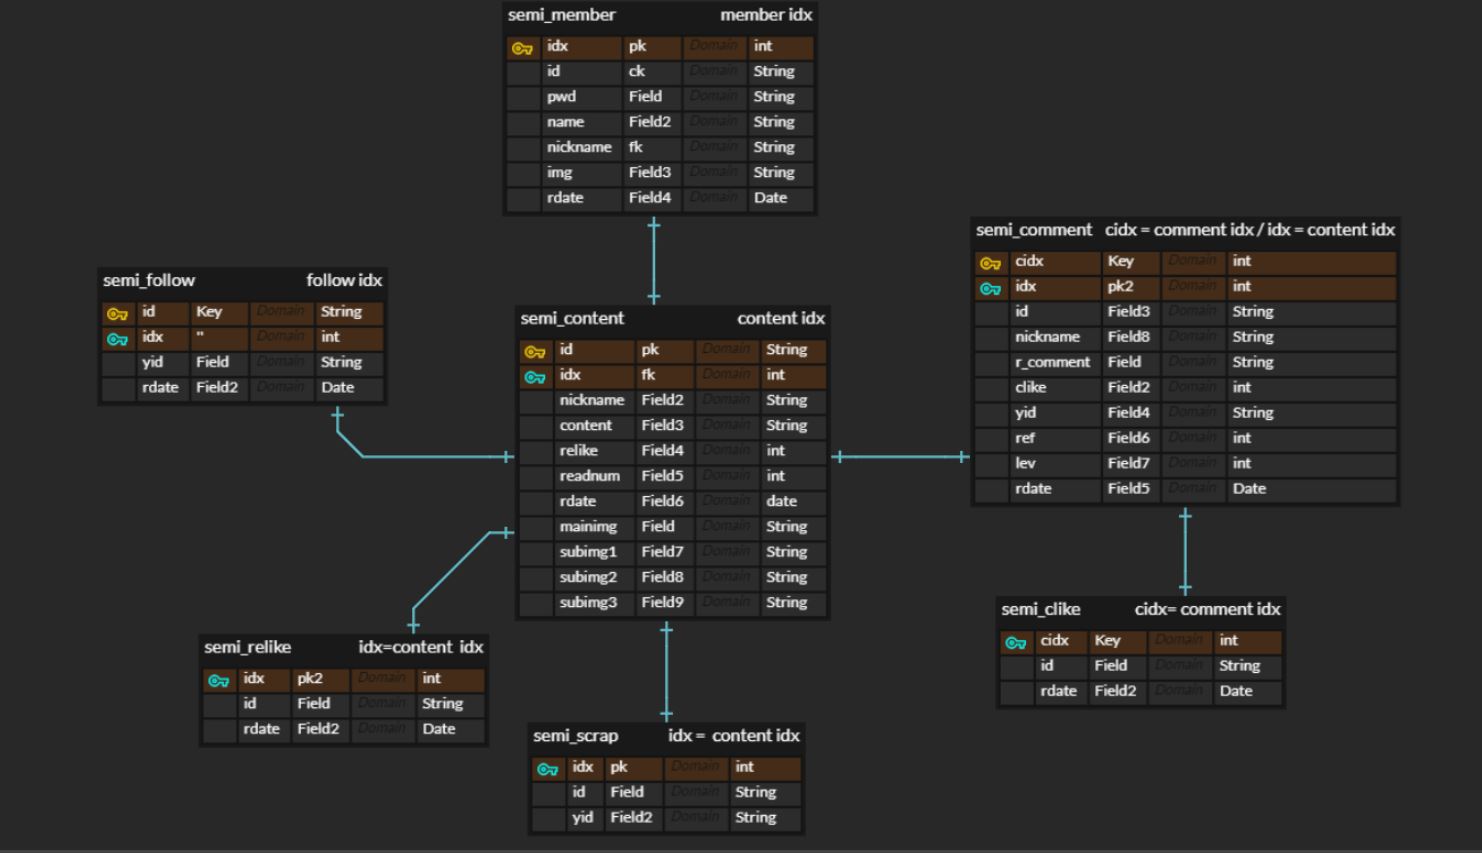 semi_member member idx
idx pk Domain int
id ck Domain String
pwd Field Domain String
name Field2 Domain String
nickname fk Domain String
img Field3 Domain String
rdate Field4 Domain Date
semi_follow follow idx
id Key Domain String
idx " Domain int
yid Field Domain String
rdate Field2 Domain Date
semi_content content idx
id pk Domain String
idx fk Domain int
nickname Field2 Domain String
content Field3 Domain String
relike Field4 Domain int
readnum Field5 Domain int
rdate Field6 Domain date
mainimg Field Domain String
subimg1 Field7 Domain String
subimg2 Field8 Domain String
subimg3 Field9 Domain String
semi_comment cidx = comment idx / idx = content idx
cidx Key Domain int
idx pk2 Domain int
id Field3 Domain String
nickname Field8 Domain String
r_comment Field Domain String
clike Field2 Domain int
yid Field4 Domain String
ref Field6 Domain int
lev Field7 Domain int
rdate Field5 Domain Date
semi_relike idx=content idx
idx pk2 Domain int
id Field Domain String
rdate Field2 Domain Date
semi_scrap idx = content idx
idx pk Domain int
id Field Domain String
yid Field2 Domain String
semi_clike cidx= comment idx
cidx Key Domain int
id Field Domain String
rdate Field2 Domain Date